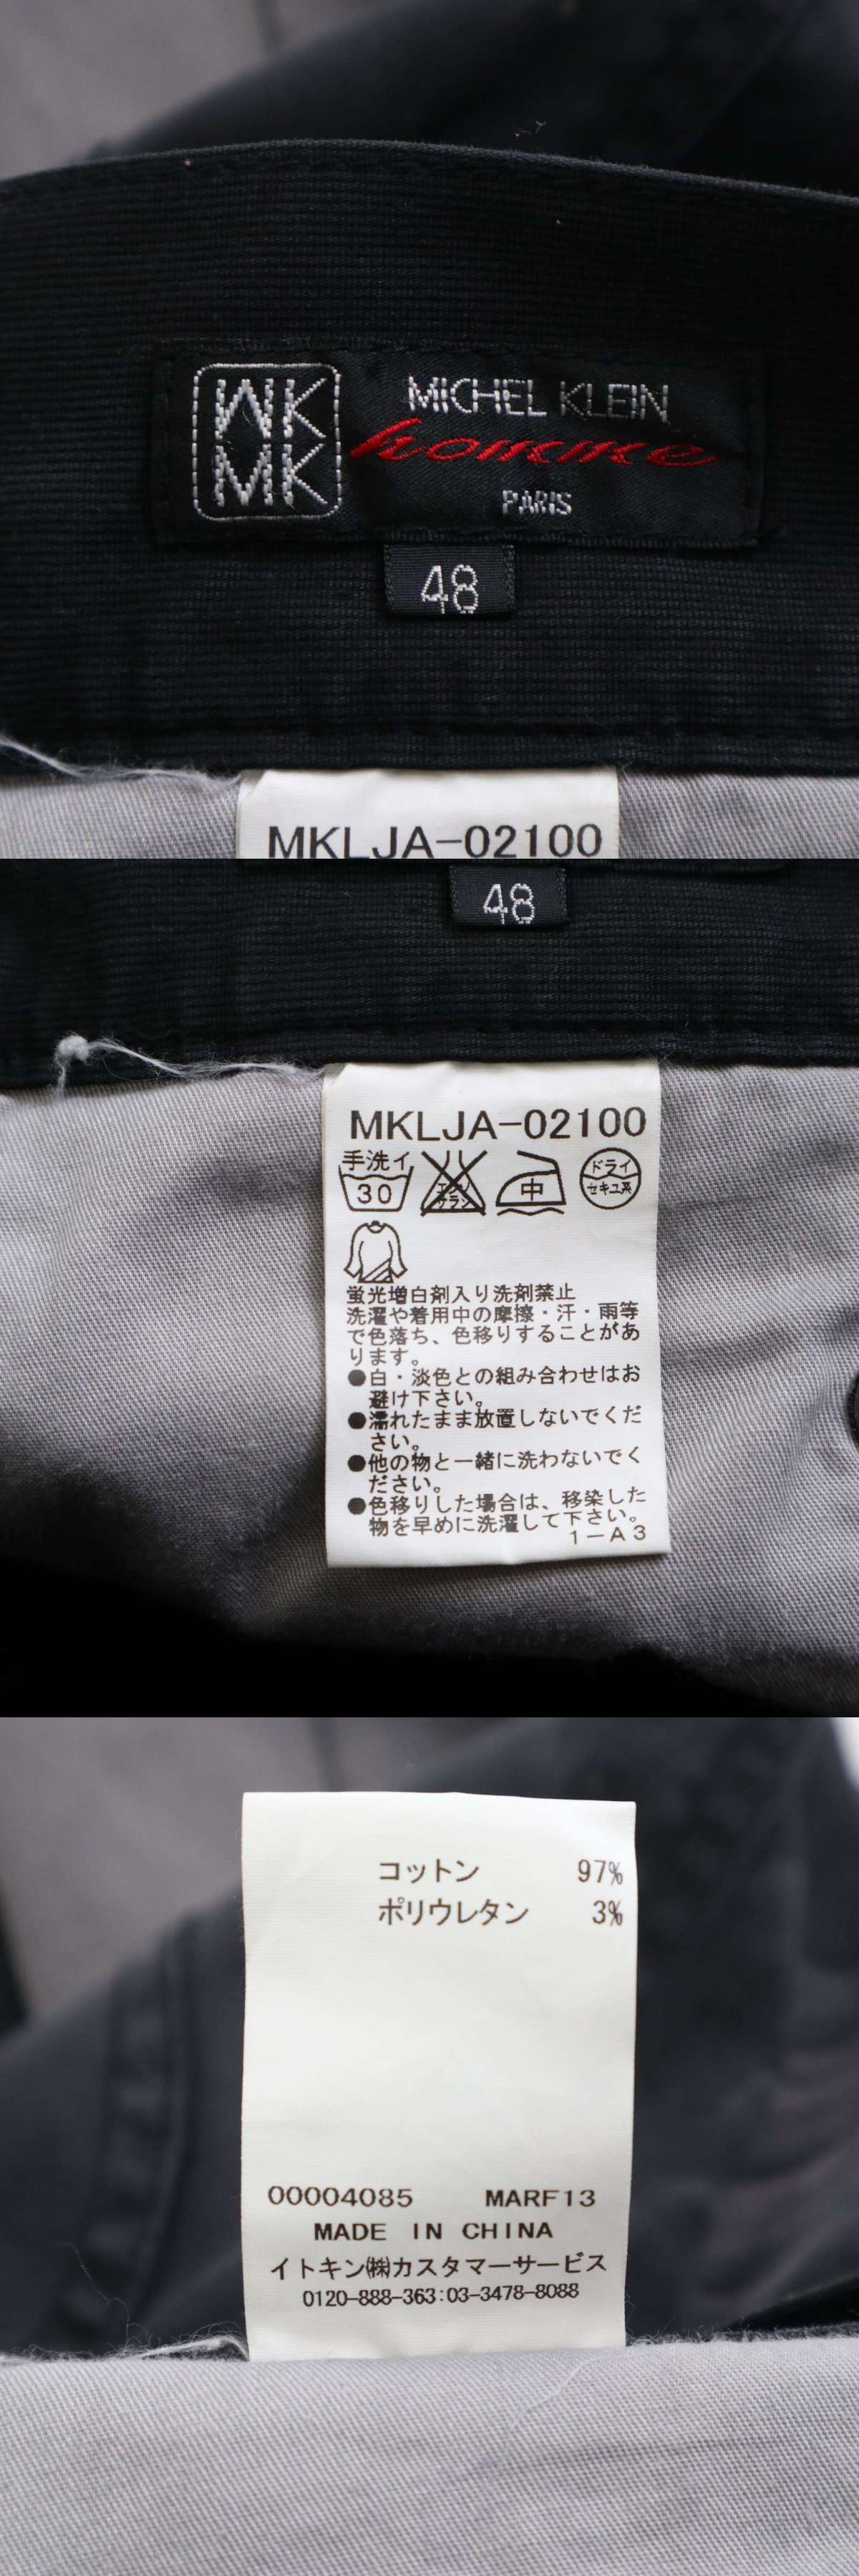 MK
MK
MICHEL KLEIN
homme
PARIS
48
MKLJA-02100
48
MKLJA-02100
手洗イ
30
エンソ
サラシ
中
ドライ
セキユ系
蛍光増白剤入り洗剤禁止
洗濯や着用中の摩擦・汗・雨等
で色落ち、色移りすることがあ
ります。
●白・淡色との組み合わせはお
避け下さい。
●濡れたまま放置しないでくだ
さい。
●他の物と一緒に洗わないでく
ださい。
●色移りした場合は、移染した
物を早めに洗濯して下さい。
1-A3
コットン 97%
ポリウレタン 3%
00004085 MARF13
MADE IN CHINA
イトキン㈱カスタマーサービス
0120-888-363:03-3478-8088